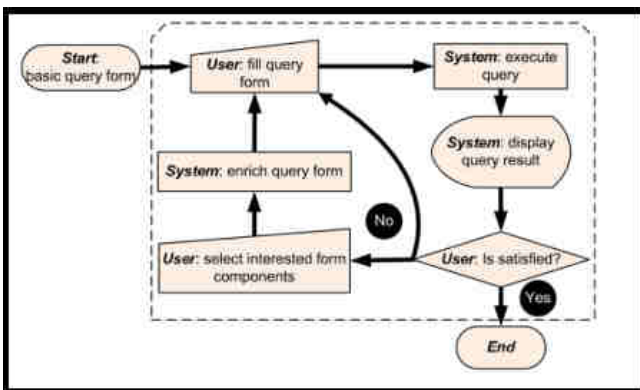 Start:
basic query form
User: fill query
form
System: execute
query
System: display
query result
System: enrich query form
No
User: select interested form
components
User: Is satisfied?
Yes
End